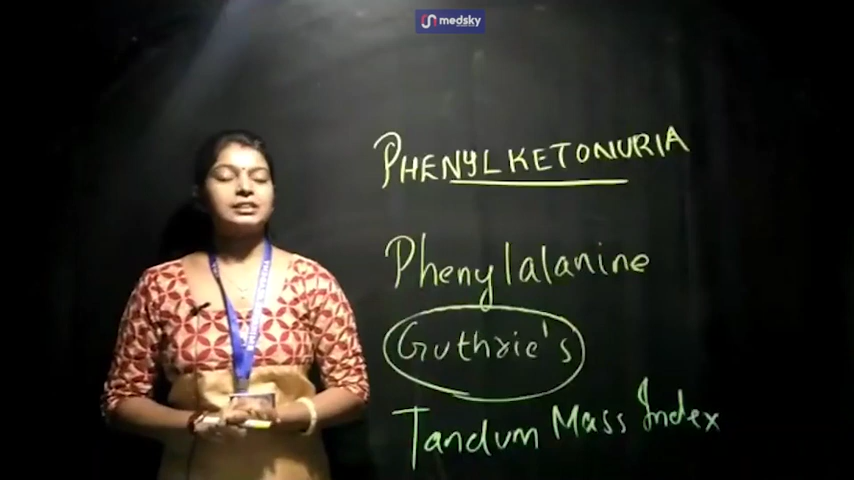 medsky
PHENYLKETONURIA
Phenylalanine
Guthrie's
Tandum Mass Index